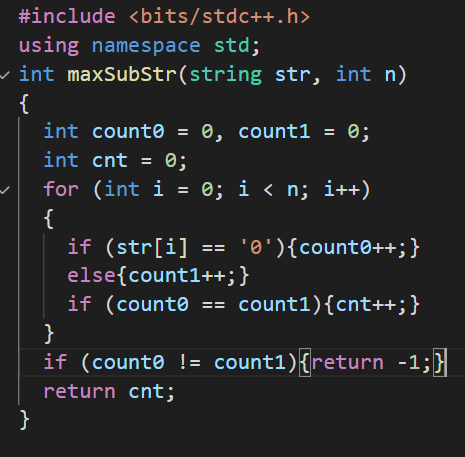 #include <bits/stdc++.h>
using namespace std;
int maxSubStr(string str, int n)
{
  int count0 = 0, count1 = 0;
  int cnt = 0;
  for (int i = 0; i < n; i++)
  {
    if (str[i] == '0'){count0++;}
    else{count1++;}
    if (count0 == count1){cnt++;}
  }
  if (count0 != count1){return -1;}
  return cnt;
}